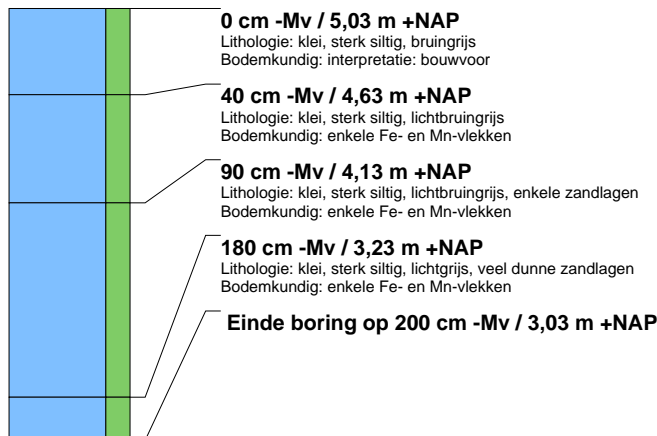 0 cm -Mv / 5,03 m +NAP
Lithologie: klei, sterk siltig, bruingrijs
Bodemkundig: interpretatie: bouwvoor
40 cm -Mv / 4,63 m +NAP
Lithologie: klei, sterk siltig, lichtbruingrijs
Bodemkundig: enkele Fe- en Mn-vlekken
90 cm -Mv / 4,13 m +NAP
Lithologie: klei, sterk siltig, lichtbruingrijs, enkele zandlagen
Bodemkundig: enkele Fe- en Mn-vlekken
180 cm -Mv / 3,23 m +NAP
Lithologie: klei, sterk siltig, lichtgrijs, veel dunne zandlagen
Bodemkundig: enkele Fe- en Mn-vlekken
Einde boring op 200 cm -Mv / 3,03 m +NAP